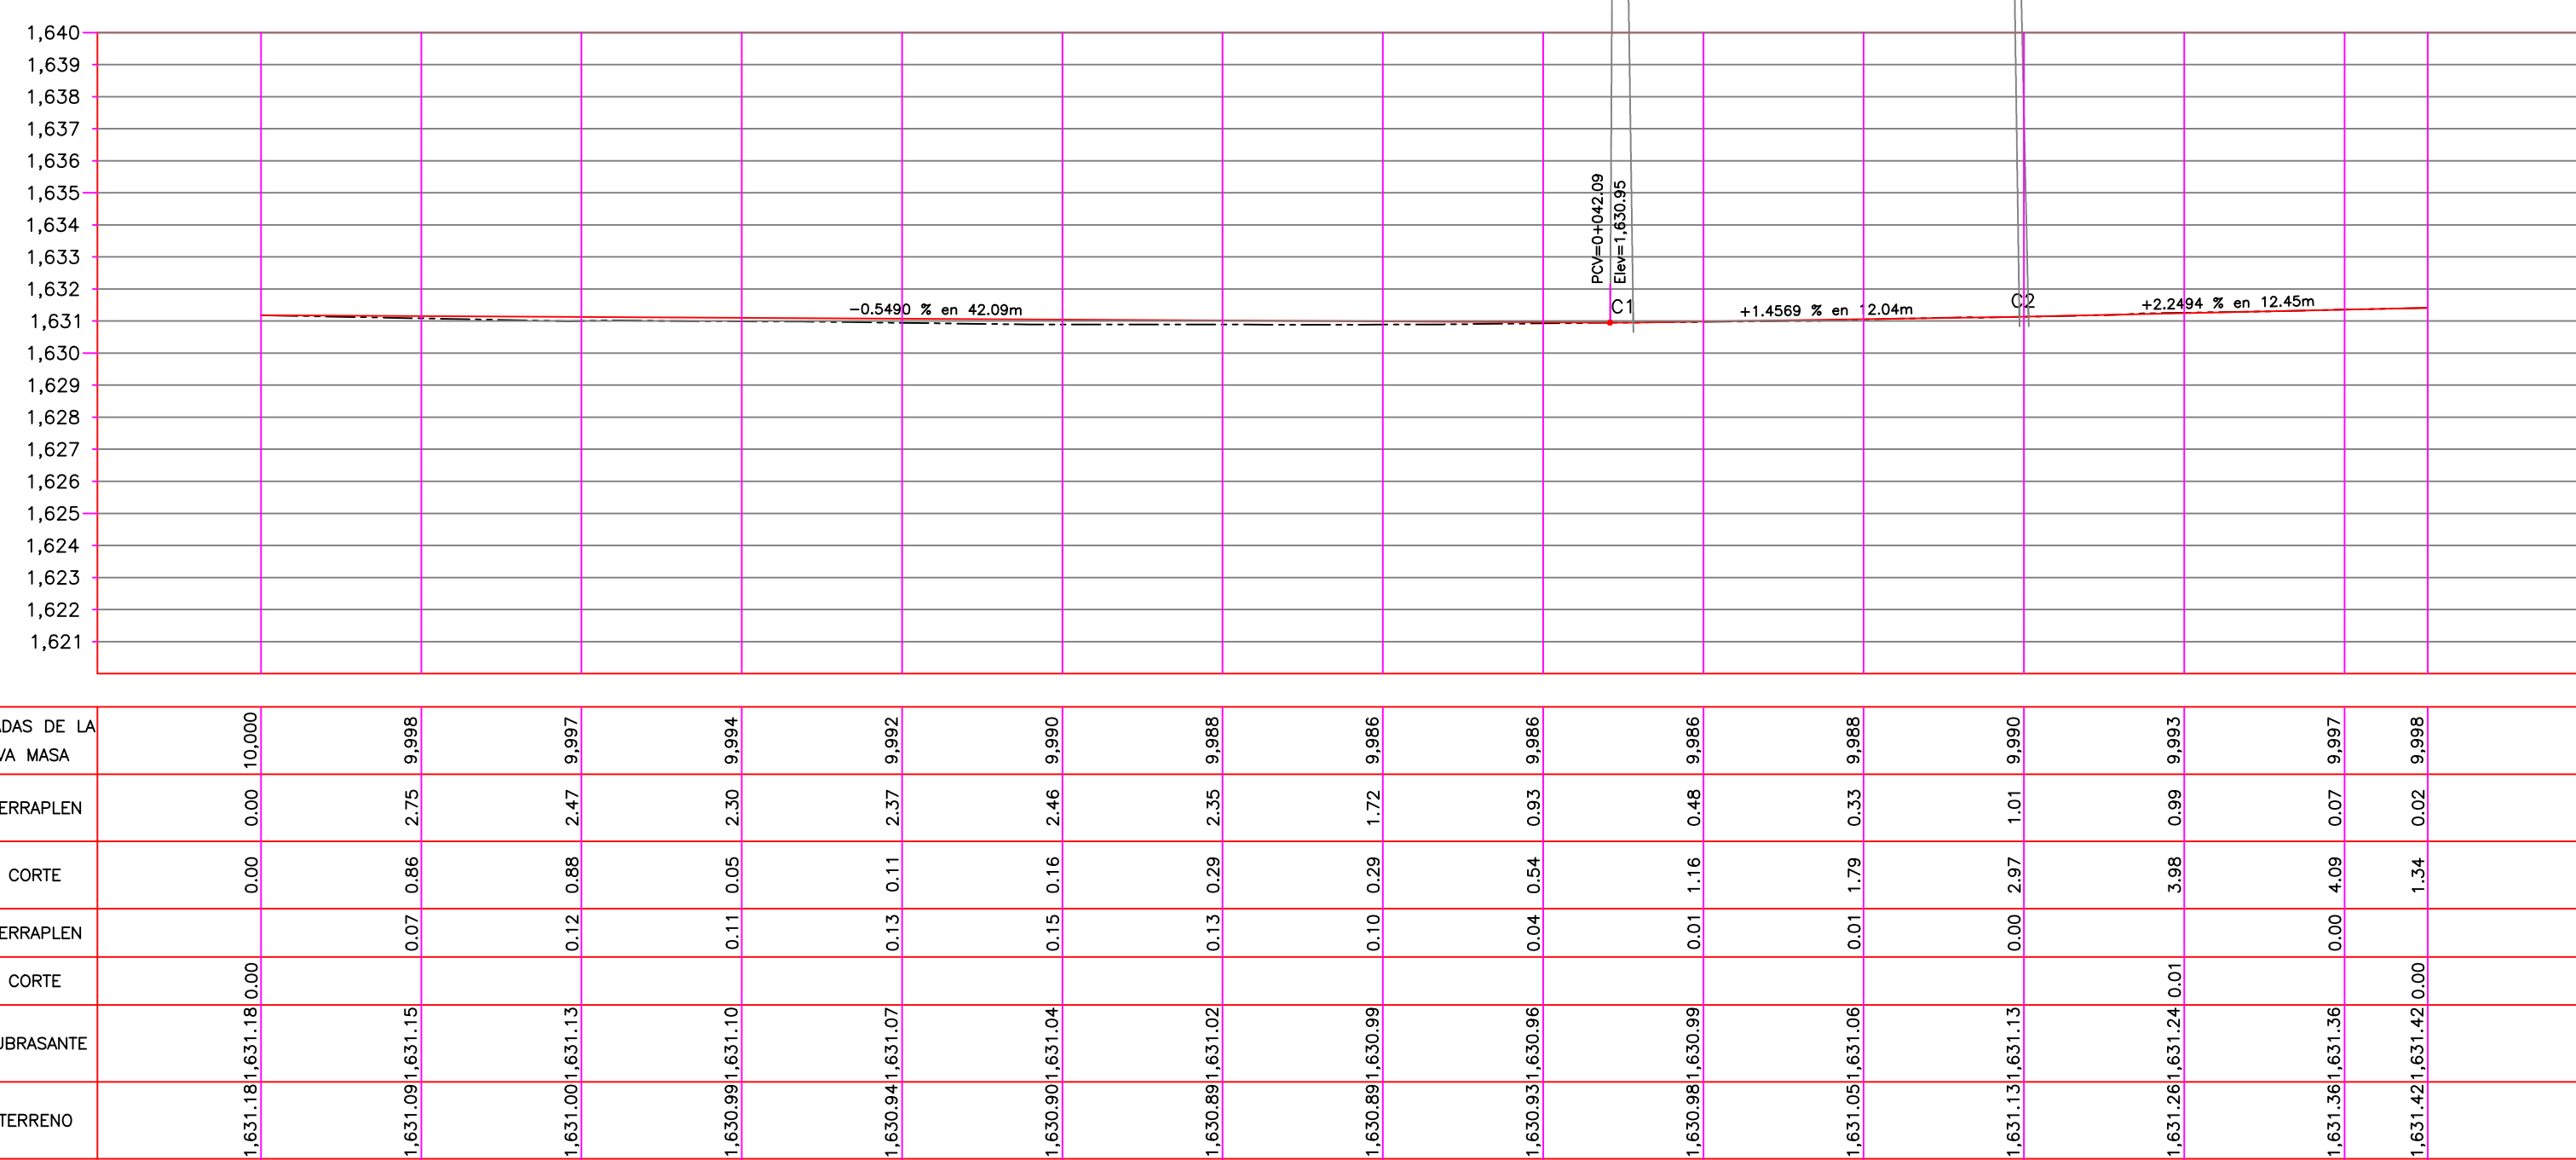 1,640
1,639
1,638
1,637
1,636
1,635
1,634
1,633
1,632
1,631
1,630
1,629
1,628
1,627
1,626
1,625
1,624
1,623
1,622
1,621
PCV=0+042.09
Elev=1,630.95
C1
C2
-0.5490 % en 42.09m
+1.4569 % en 12.04m
+2.2494 % en 12.45m
ADAS DE LA
VA MASA
10,000 9,998 9,997 9,994 9,992 9,990 9,988 9,986 9,986 9,986 9,988 9,990 9,993 9,997 9,998
ERRAPLEN 0.00 2.75 2.47 2.30 2.37 2.46 2.35 1.72 0.93 0.48 0.33 1.01 0.99 0.07 0.02
CORTE 0.00 0.86 0.88 0.05 0.11 0.16 0.29 0.29 0.54 1.16 1.79 2.97 3.98 4.09 1.34
ERRAPLEN 0.07 0.12 0.11 0.13 0.15 0.13 0.10 0.04 0.01 0.01 0.00 0.00
CORTE 0.00 0.01 0.00
UBRASANTE 1,631.18 1,631.15 1,631.13 1,631.10 1,631.07 1,631.04 1,631.02 1,630.99 1,630.96 1,630.99 1,631.06 1,631.13 1,631.24 1,631.36 1,631.42
TERRENO 1,631.18 1,631.09 1,631.00 1,630.99 1,630.94 1,630.90 1,630.89 1,630.89 1,630.93 1,630.98 1,631.05 1,631.13 1,631.26 1,631.36 1,631.42